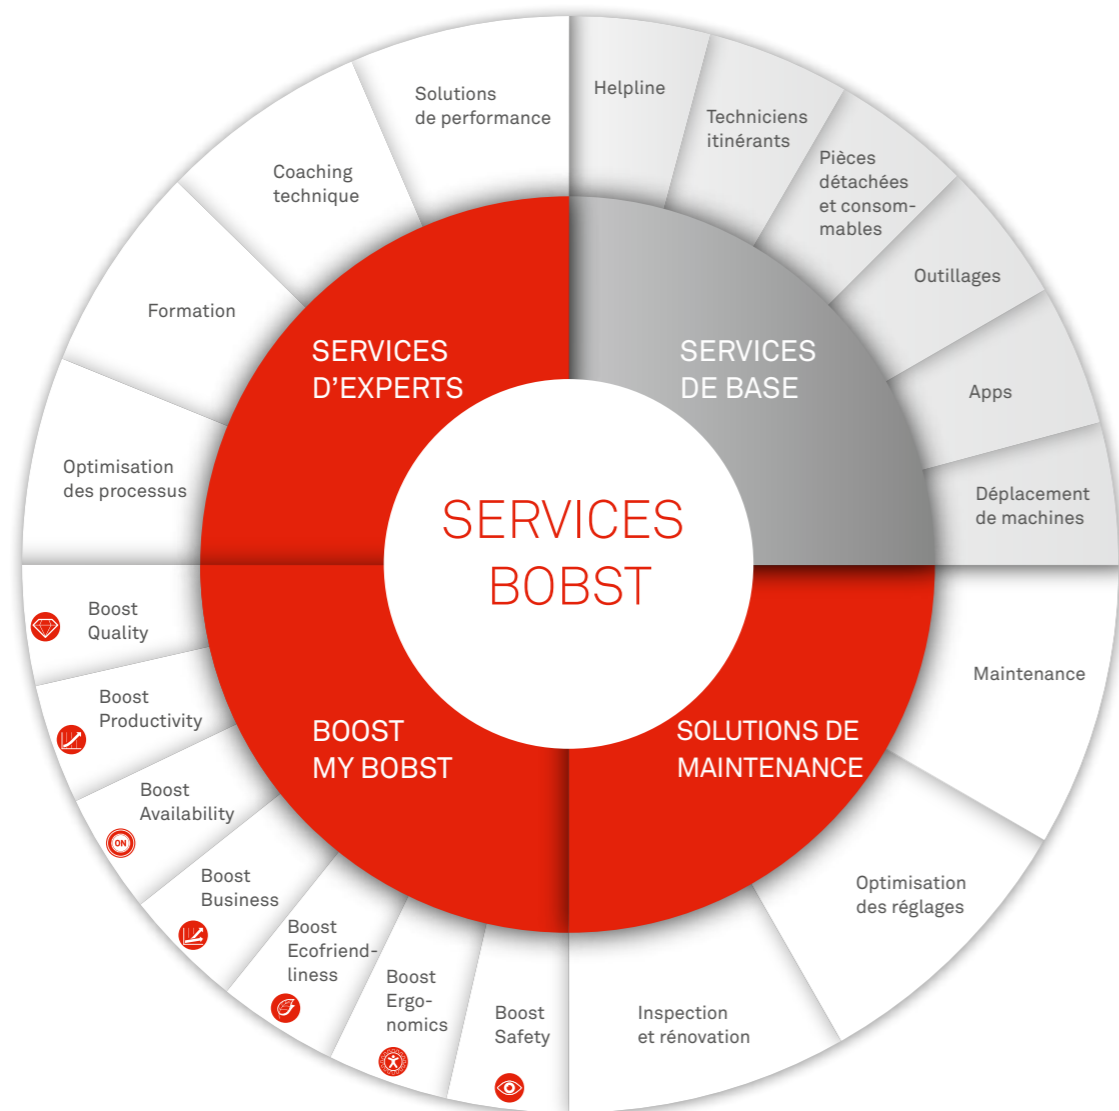 SERVICES
BOBST
SERVICES
D'EXPERTS
Solutions
de performance
Coaching
technique
Formation
Optimisation
des processus
SERVICES
DE BASE
Helpline
Techniciens
itinérants
Pièces
détachées
et consom-
mables
Outillages
Apps
Déplacement
de machines
SOLUTIONS DE
MAINTENANCE
Maintenance
Optimisation
des réglages
Inspection
et rénovation
BOOST
MY BOBST
Boost
Quality
Boost
Productivity
Boost
Availability
ON
Boost
Business
Boost
Ecofriend-
liness
Boost
Ergo-
nomics
Boost
Safety